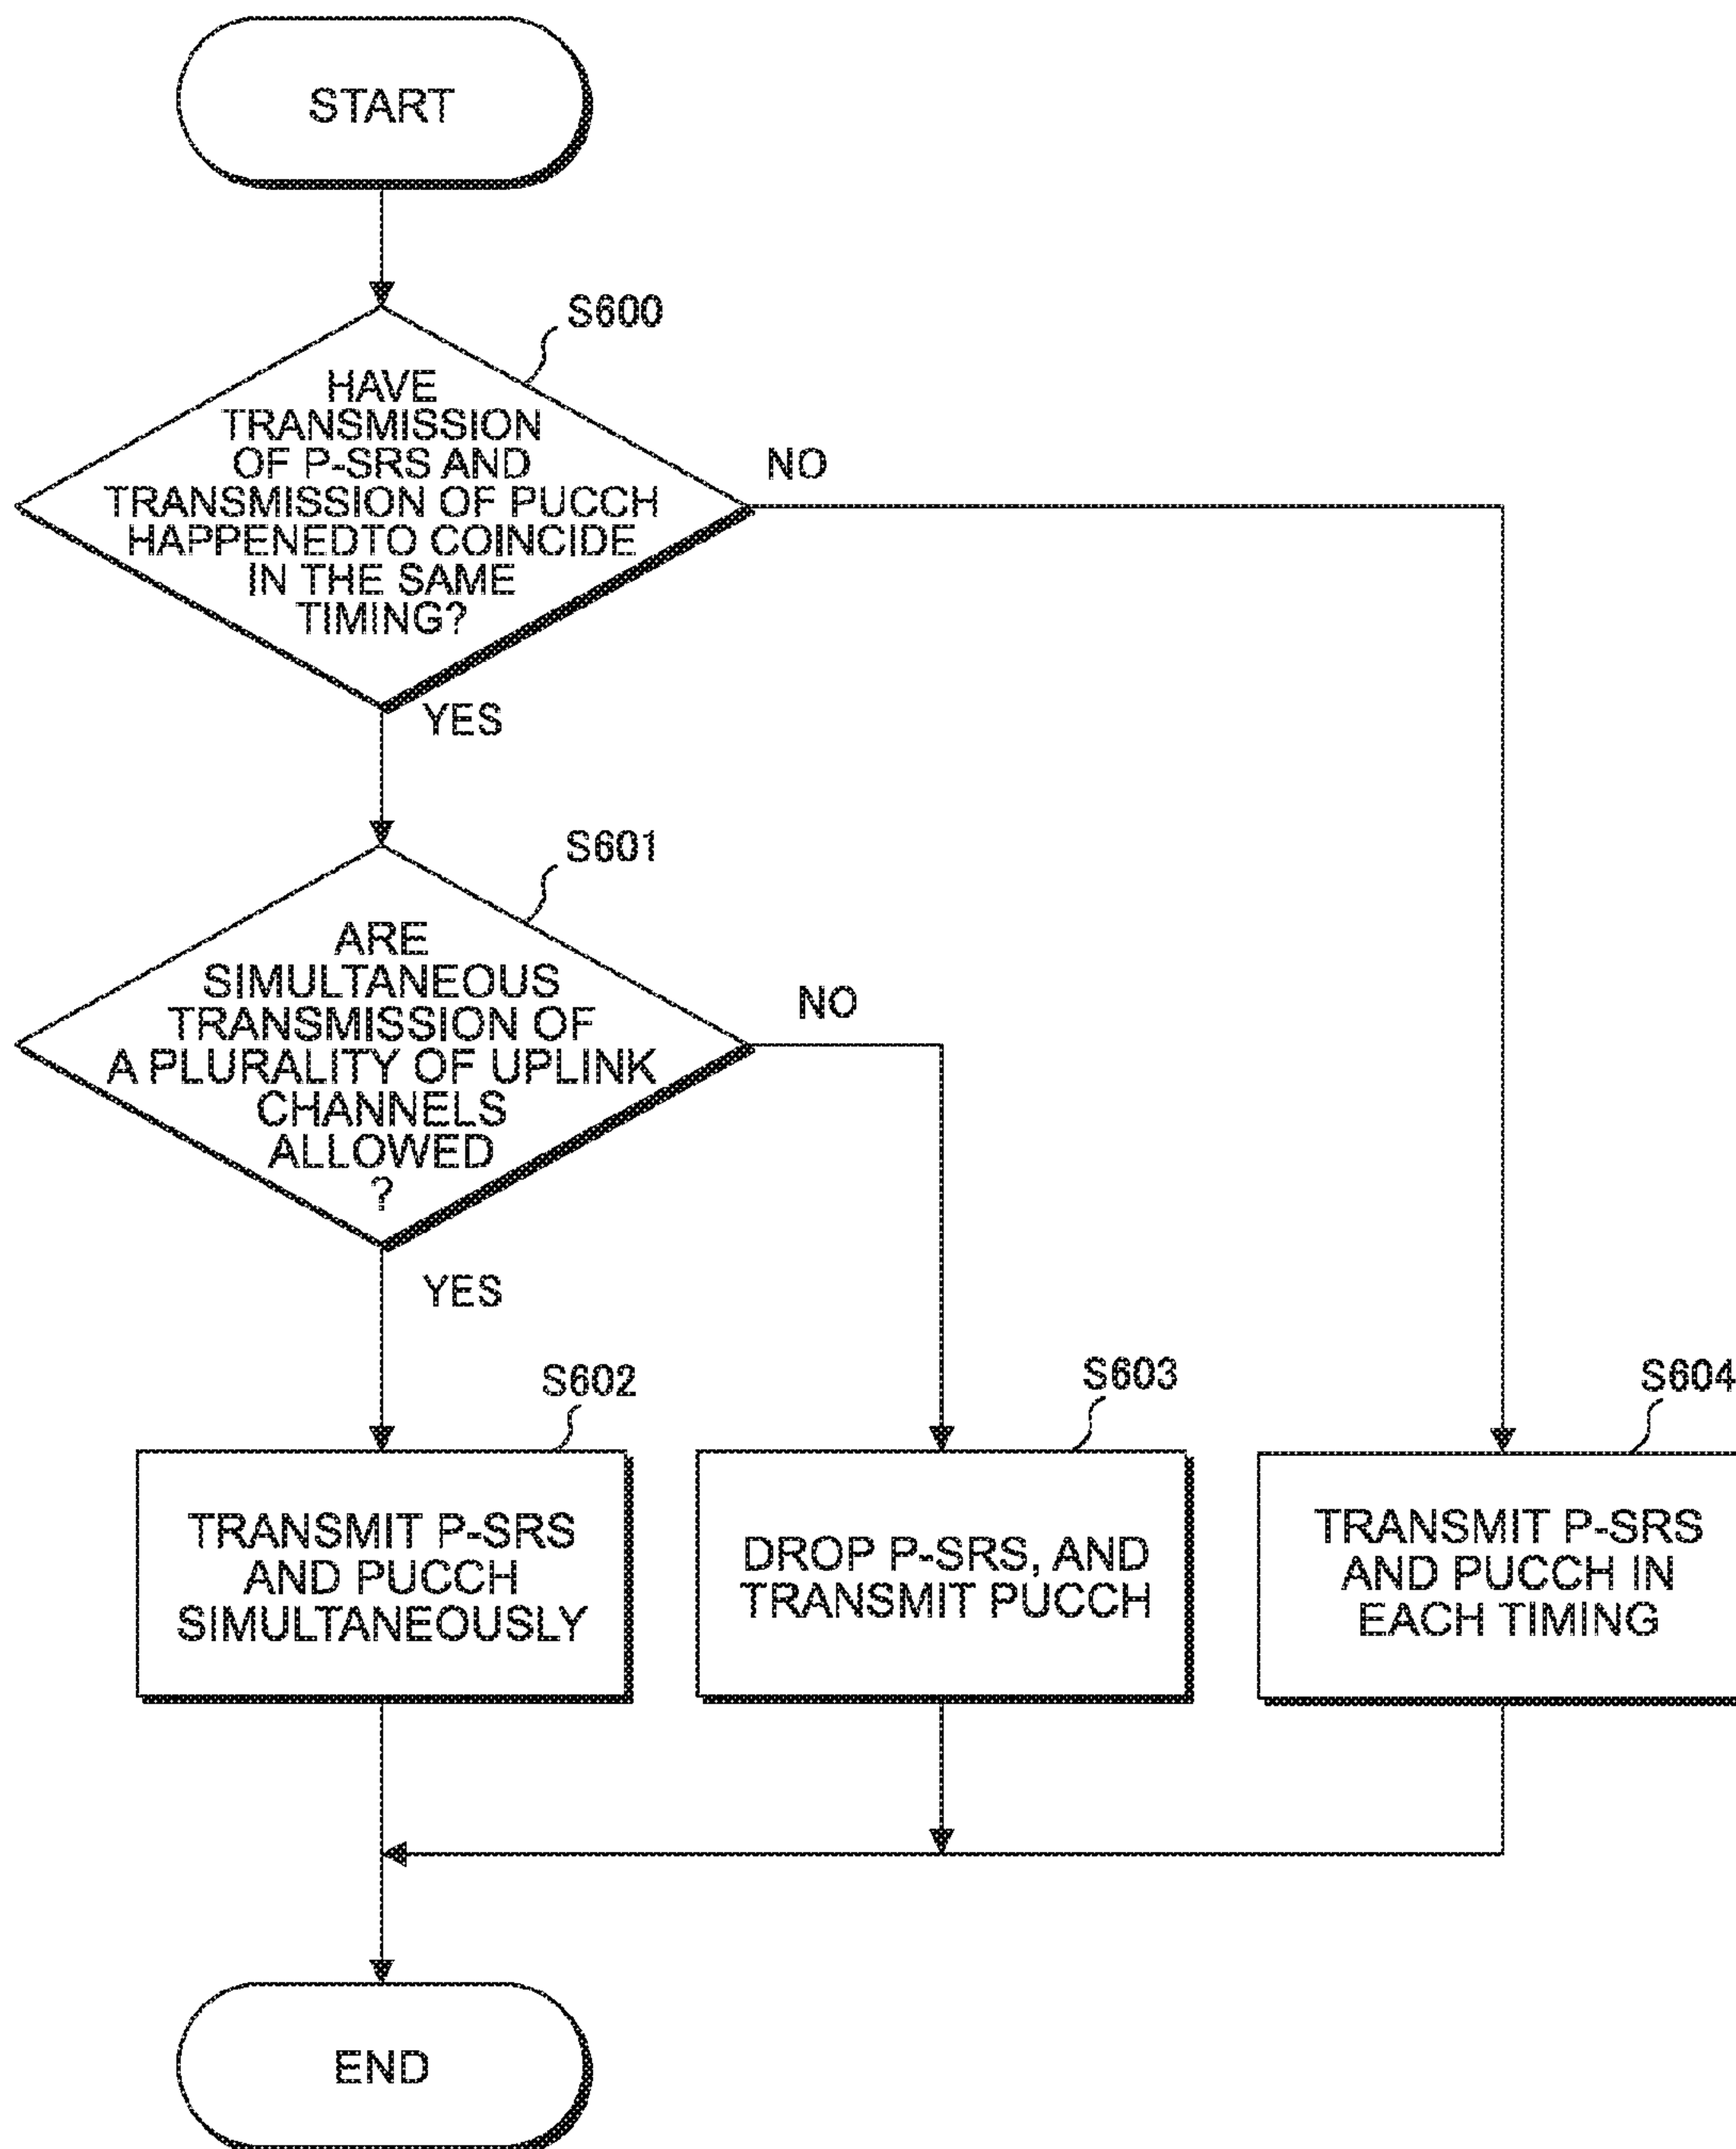 START
S600
HAVE
TRANSMISSION
OF P-SRS AND
TRANSMISSION OF PUCCH
HAPPENEDTO COINCIDE
IN THE SAME
TIMING?
NO
YES
S601
ARE
SIMULTANEOUS
TRANSMISSION OF
A PLURALITY OF UPLINK
CHANNELS
ALLOWED
?
NO
YES
S602
TRANSMIT P-SRS
AND PUCCH
SIMULTANEOUSLY
S603
DROP P-SRS, AND
TRANSMIT PUCCH
S604
TRANSMIT P-SRS
AND PUCCH IN
EACH TIMING
END